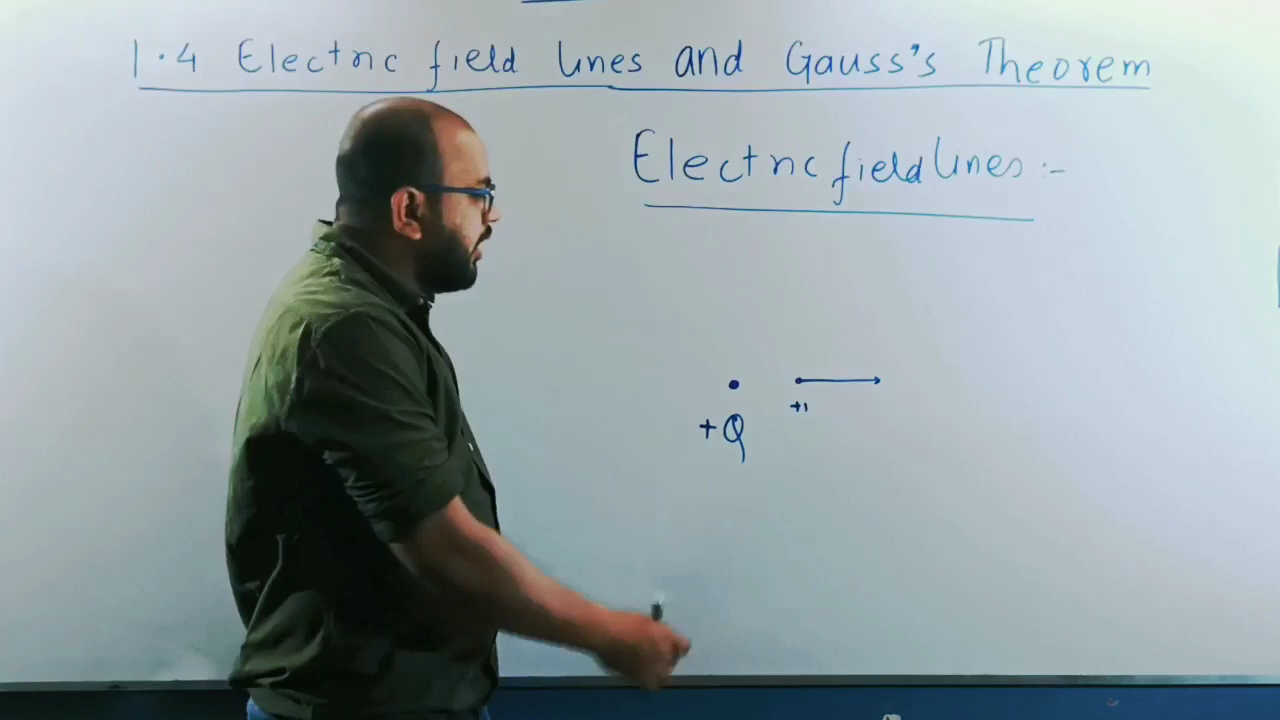 1.4 Electric field lines and Gauss's Theorem
Electric field lines :-
+1
+Q